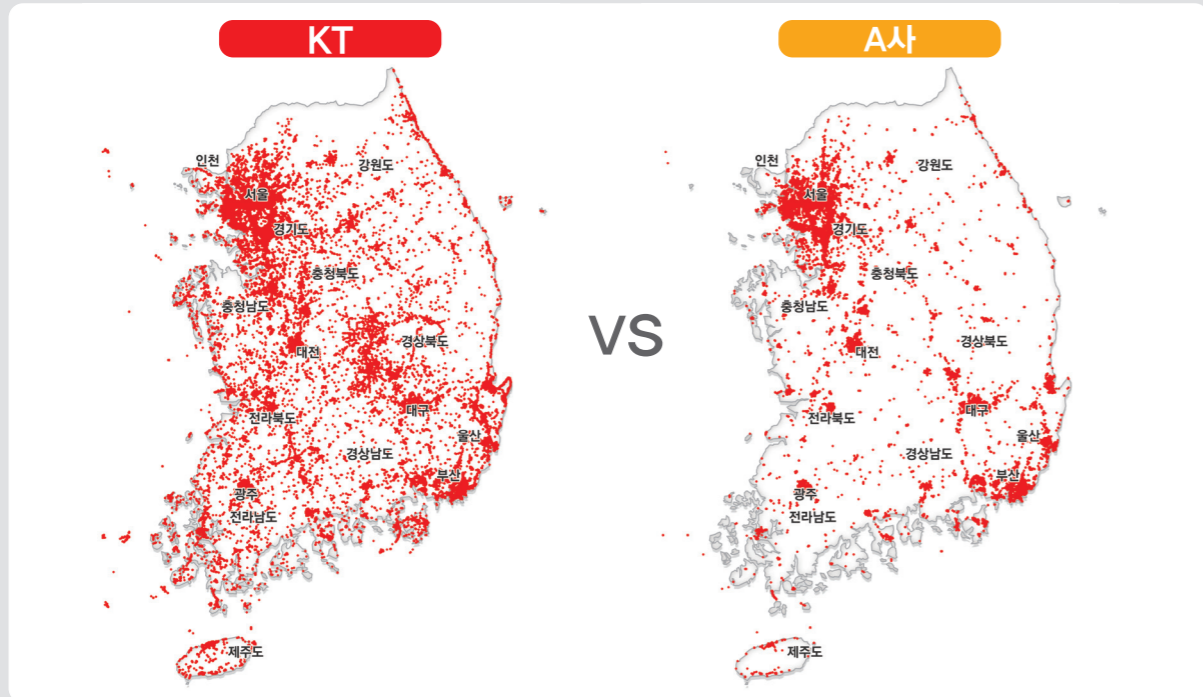 KT
A사
인천
강원도
서울
경기도
충청북도
충청남도
대전
경상북도
전라북도
대구
울산
경상남도
부산
광주
전라남도
제주도
VS
인천
강원도
서울
경기도
충청북도
충청남도
대전
경상북도
전라북도
대구
울산
경상남도
부산
광주
전라남도
제주도